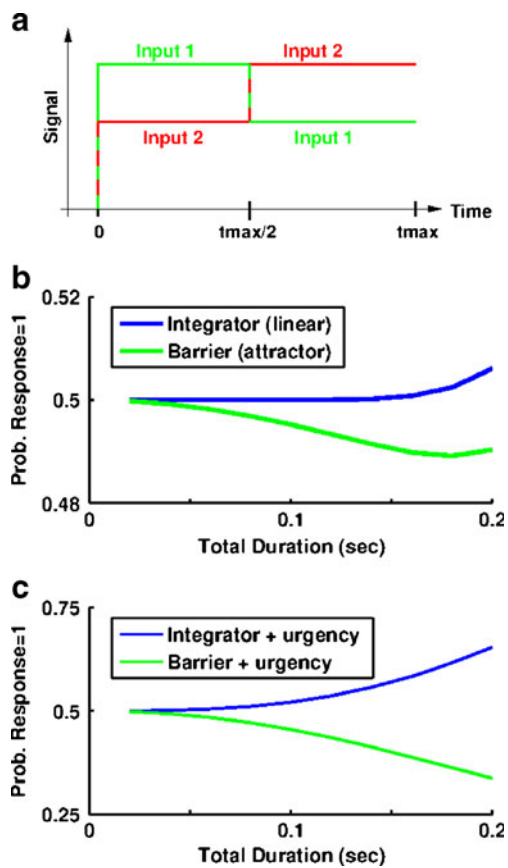 a
Input 1
Input 2
Signal
Input 2
Input 1
Time
0
tmax/2
tmax
b
0.52
Integrator (linear)
Barrier (attractor)
Prob. Response=1
0.5
0.48
0
0.1
0.2
Total Duration (sec)
c
0.75
Integrator + urgency
Barrier + urgency
Prob. Response=1
0.5
0.25
0
0.1
0.2
Total Duration (sec)